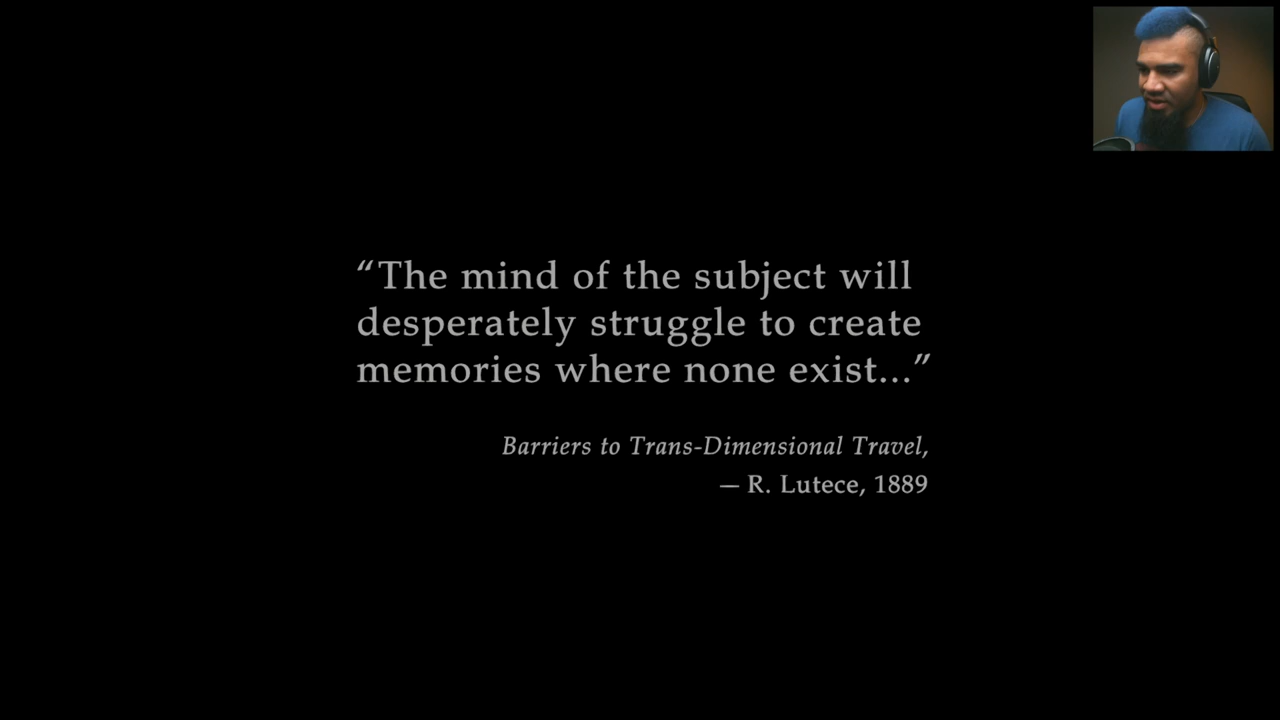 “The mind of the subject will
desperately struggle to create
memories where none exist...”
Barriers to Trans-Dimensional Travel,
— R. Lutece, 1889